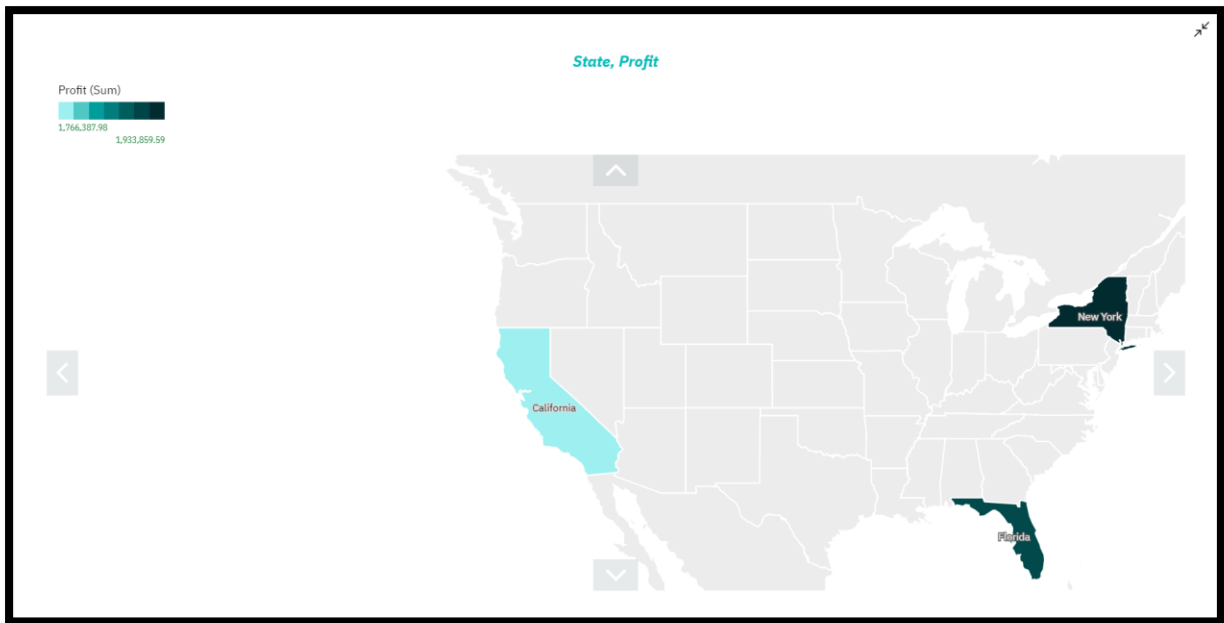 State, Profit
Profit (Sum)
1,766,387.98
1,933,859.59
New York
California
Florida